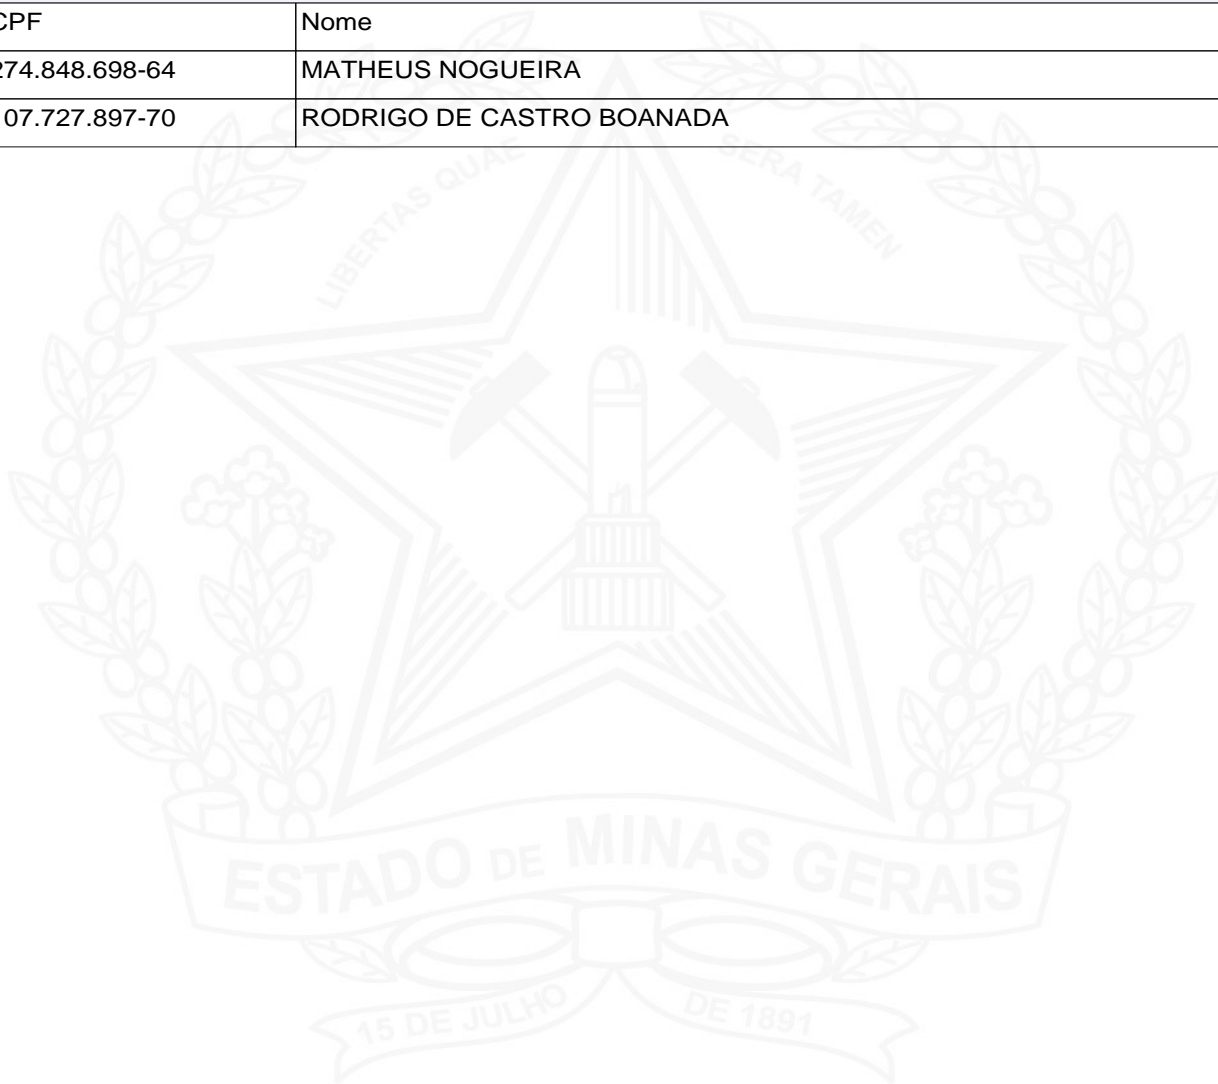 CPF Nome
274.848.698-64 MATHEUS NOGUEIRA
07.727.897-70 RODRIGO DE CASTRO BOANADA
LIBERTAS QUAE SERA TAMEN
ESTADO DE MINAS GERAIS
15 DE JULHO DE 1891